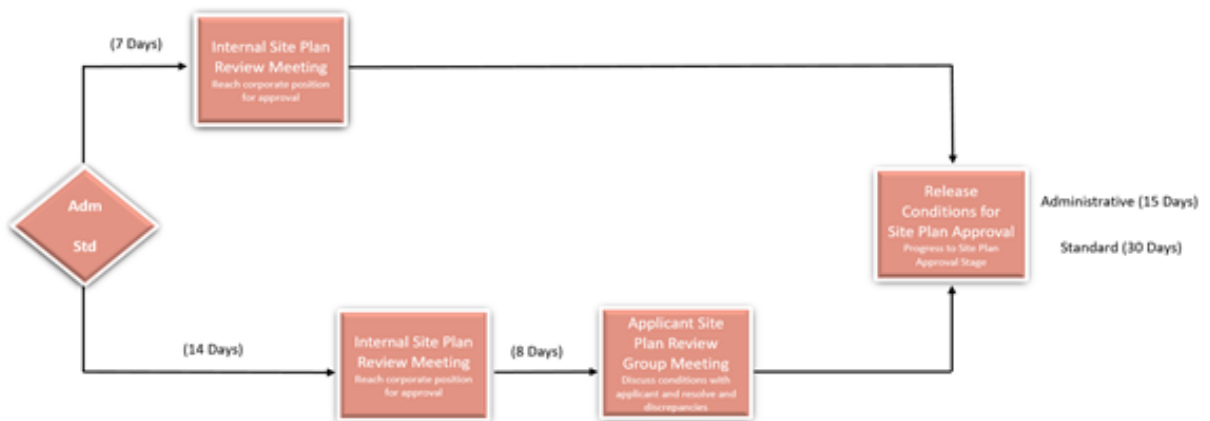 (7 Days)
Internal Site Plan
Review Meeting
Reach corporate position
for approval
Adm
Std
Release
Conditions for
Site Plan Approval
Progress to Site Plan
Approval Stage
Administrative (15 Days)
Standard (30 Days)
(14 Days)
Internal Site Plan
Review Meeting
Reach corporate position
for approval
(8 Days)
Applicant Site
Plan Review
Group Meeting
Discuss conditions with
applicant and resolve and
discrepancies